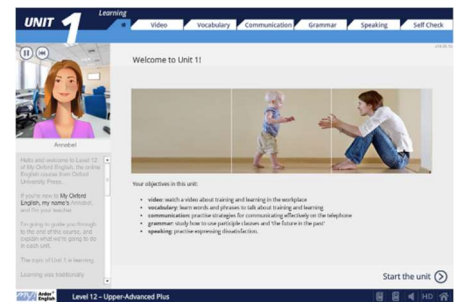 Learning
UNIT 1
Video
Vocabulary
Communication
Grammar
Speaking
Self Check
Welcome to Unit 1!
Annabel
Hello and welcome to Level 12
of My Oxford English, the online
English course from Oxford
University Press.
If you're new to My Oxford
English, my name's Annabel,
and I'm your teacher.
I'm going to guide you through
to the end of the course, and
explain what we're going to do
in each unit.
The topic of Unit 1 is learning.
Learning was traditionally
Your objectives in this unit:
• video: watch a video about training and learning in the workplace
• vocabulary: learn words and phrases to talk about training and learning
• communication: practise strategies for communicating effectively on the telephone
• grammar: study how to use participle clauses and 'the future in the past'
• speaking: practise expressing dissatisfaction.
Start the unit
English
Level 12 – Upper-Advanced Plus
HD